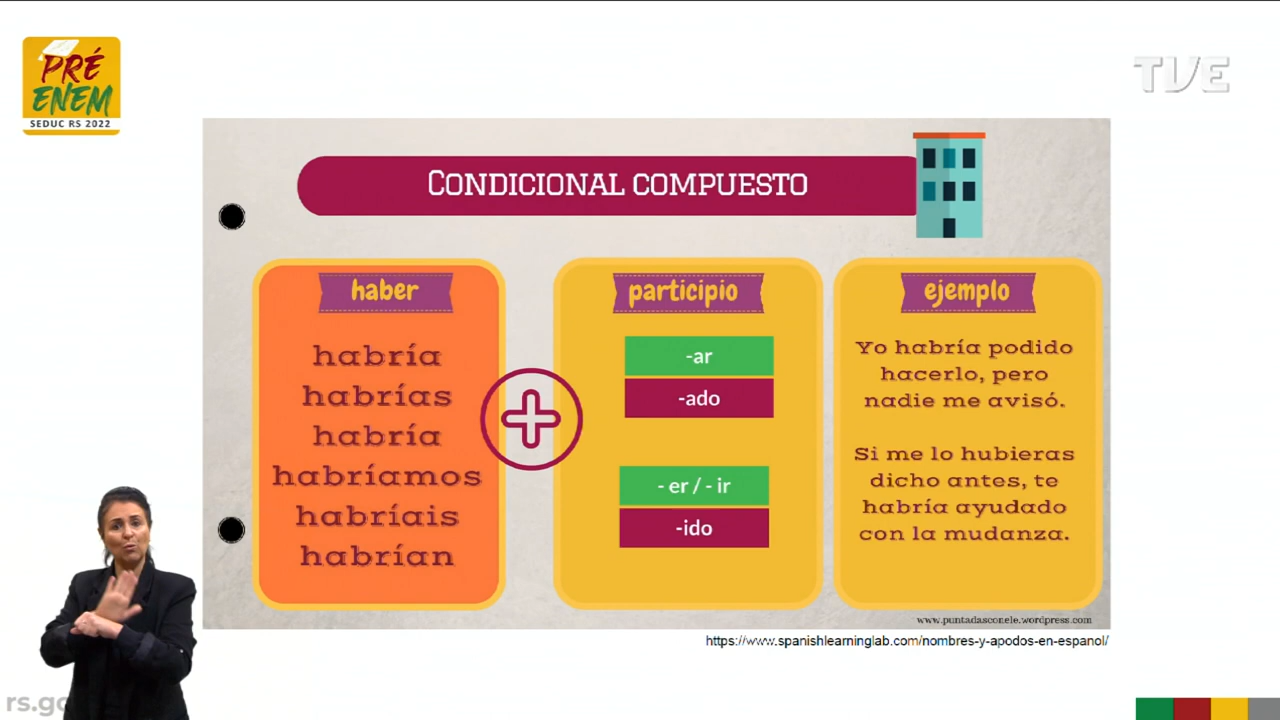 PRÉ
ENEM
SEDUC RS 2022
TVE
CONDICIONAL COMPUESTO
haber
habría
habrías
habría
habríamos
habríais
habrían
participio
-ar
-ado
- er / - ir
-ido
ejemplo
Yo habría podido
hacerlo, pero
nadie me avisó.
Si me lo hubieras
dicho antes, te
habría ayudado
con la mudanza.
www.puntadasconele.wordpress.com
https://www.spanishlearninglab.com/nombres-y-apodos-en-espanol/